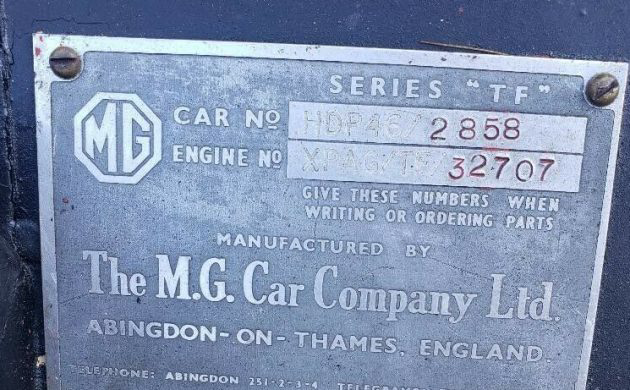 SERIES "TF"
MG
CAR No HDP46/2858
ENGINE No XPAG/TF/32707
GIVE THESE NUMBERS WHEN
WRITING OR ORDERING PARTS
MANUFACTURED BY
The M.G. Car Company Ltd.
ABINGDON-ON-THAMES, ENGLAND.
TELEPHONE: ABINGDON 251-2-3-4